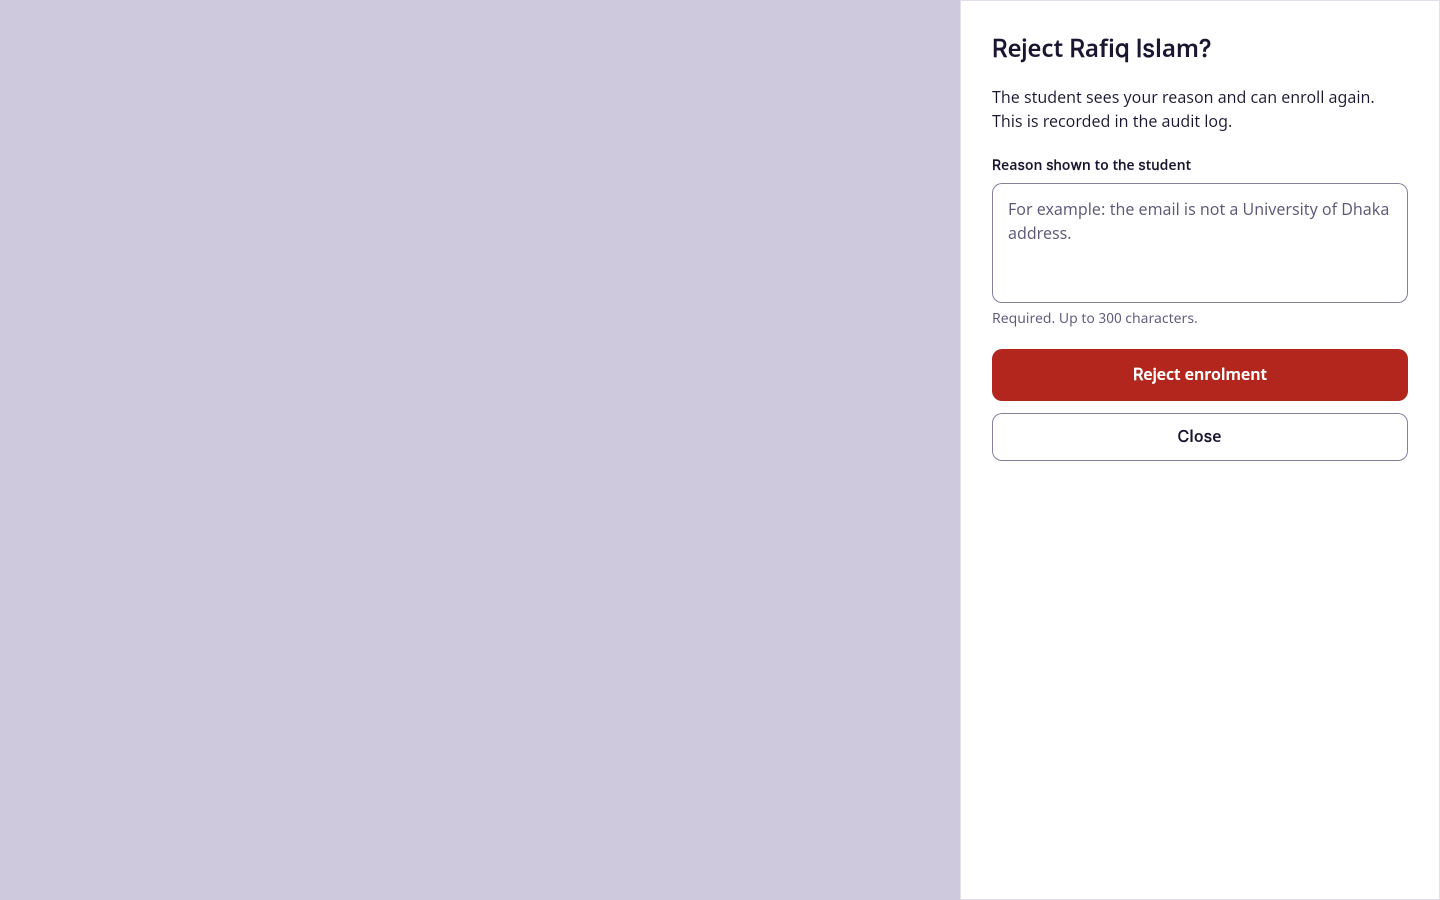 Reject Rafiq Islam?
The student sees your reason and can enroll again.
This is recorded in the audit log.
Reason shown to the student
For example: the email is not a University of Dhaka
address.
Required. Up to 300 characters.
Reject enrolment
Close